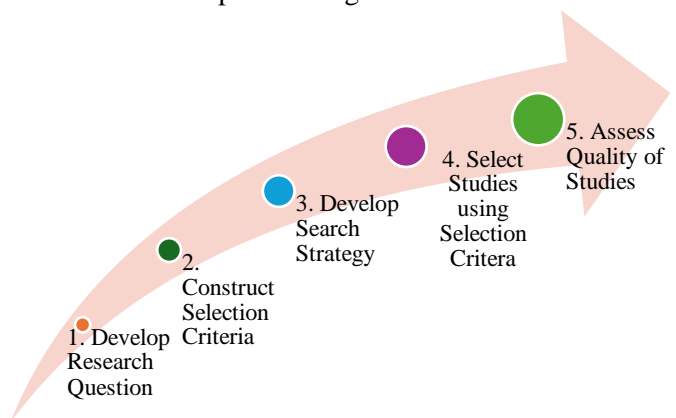 1. Develop
Research
Question
2.
Construct
Selection
Criteria
3. Develop
Search
Strategy
4. Select
Studies
using
Selection
Critera
5. Assess
Quality of
Studies